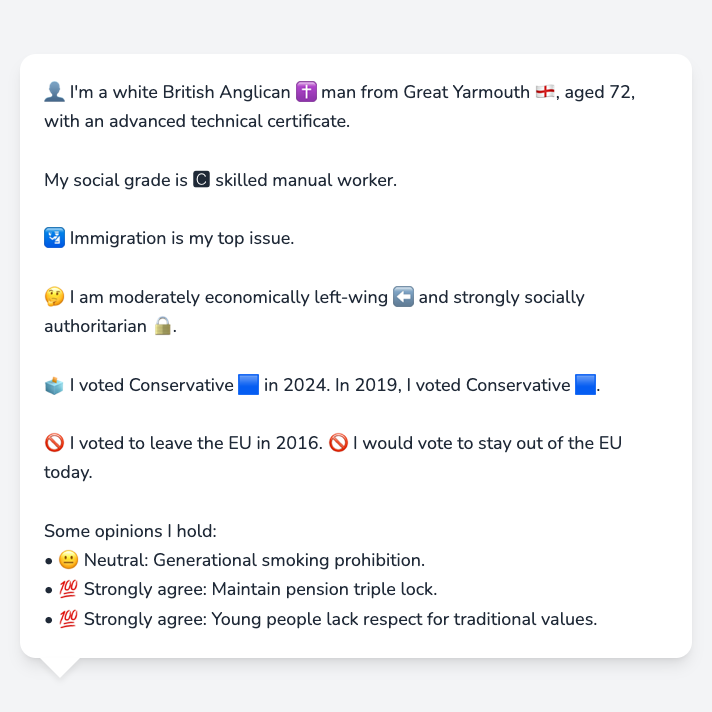 👤 I'm a white British Anglican ✝️ man from Great Yarmouth 🏴󠁧󠁢󠁥󠁮󠁧󠁿, aged 72,
with an advanced technical certificate.
My social grade is 🅲 skilled manual worker.
🛂 Immigration is my top issue.
🤔 I am moderately economically left-wing ⬅️ and strongly socially
authoritarian 🔒.
🗳️ I voted Conservative 🟦 in 2024. In 2019, I voted Conservative 🟦.
🚫 I voted to leave the EU in 2016. 🚫 I would vote to stay out of the EU
today.
Some opinions I hold:
• 😐 Neutral: Generational smoking prohibition.
• 💯 Strongly agree: Maintain pension triple lock.
• 💯 Strongly agree: Young people lack respect for traditional values.